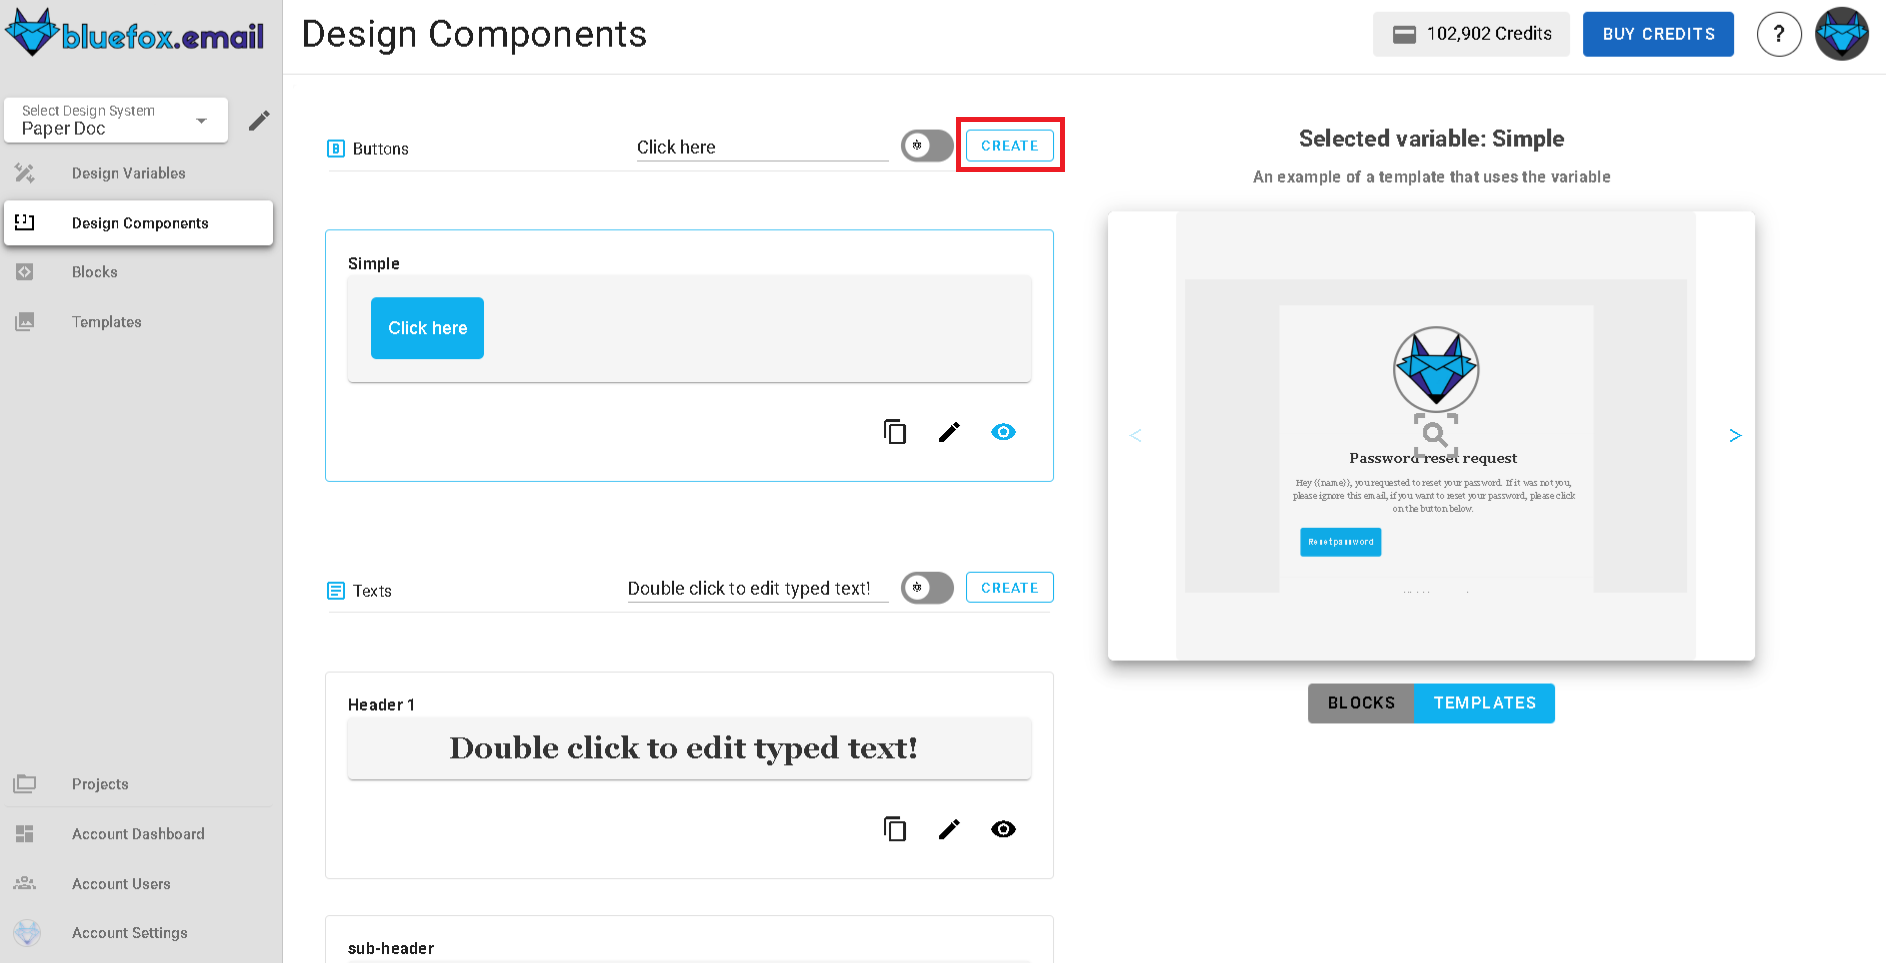 bluefox.email
Design Components
102,902 Credits
BUY CREDITS
?
Select Design System
Paper Doc
Design Variables
Design Components
Blocks
Templates
Projects
Account Dashboard
Account Users
Account Settings
B Buttons
Click here
CREATE
Simple
Click here
Texts
Double click to edit typed text!
CREATE
Header 1
Double click to edit typed text!
sub-header
Selected variable: Simple
An example of a template that uses the variable
<
>
Password reset request
Hey {{name}}, you requested to reset your password. If it was not you,
please ignore this email, if you want to reset your password, please click
on the button below.
Reset password
BLOCKS
TEMPLATES